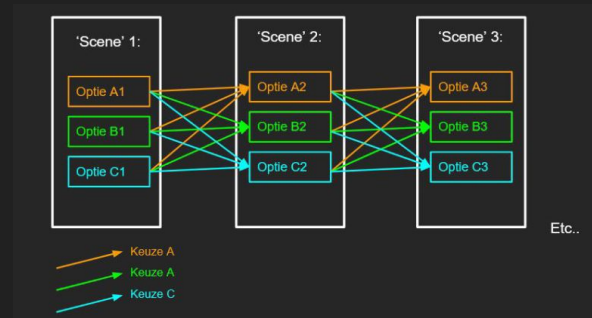 'Scene' 1:
'Scene' 2:
'Scene' 3:
Optie A1
Optie A2
Optie A3
Optie B1
Optie B2
Optie B3
Optie C1
Optie C2
Optie C3
Etc..
Keuze A
Keuze A
Keuze C